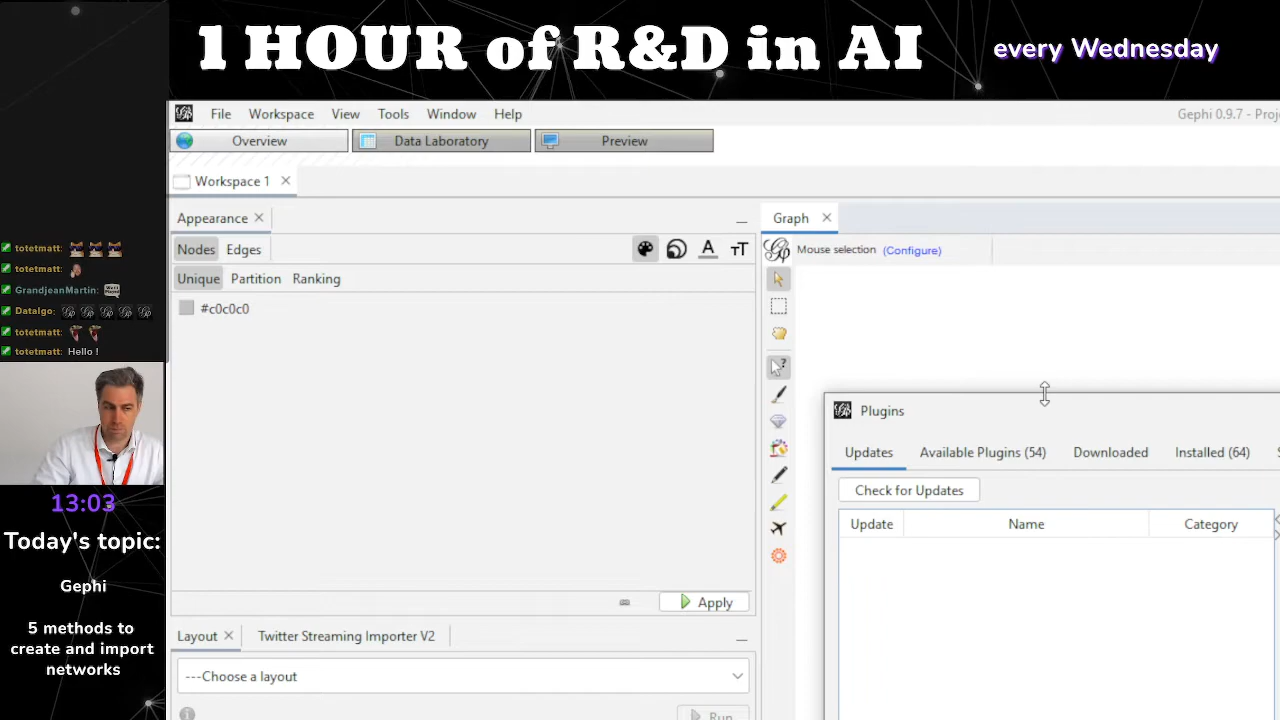 1 HOUR of R&D in AI
every Wednesday
File Workspace View Tools Window Help
Gephi 0.9.7 - Proj
Overview Data Laboratory Preview
Workspace 1
Appearance
Graph
Nodes Edges
Mouse selection (Configure)
Unique Partition Ranking
#c0c0c0
totetmatt:
totetmatt:
GrandjeanMartin:
Datalgo:
totetmatt:
totetmatt: Hello !
Plugins
Updates Available Plugins (54) Downloaded Installed (64) S
Check for Updates
Update Name Category
13:03
Today's topic:
Gephi
5 methods to
create and import
networks
Apply
Layout Twitter Streaming Importer V2
---Choose a layout
Run